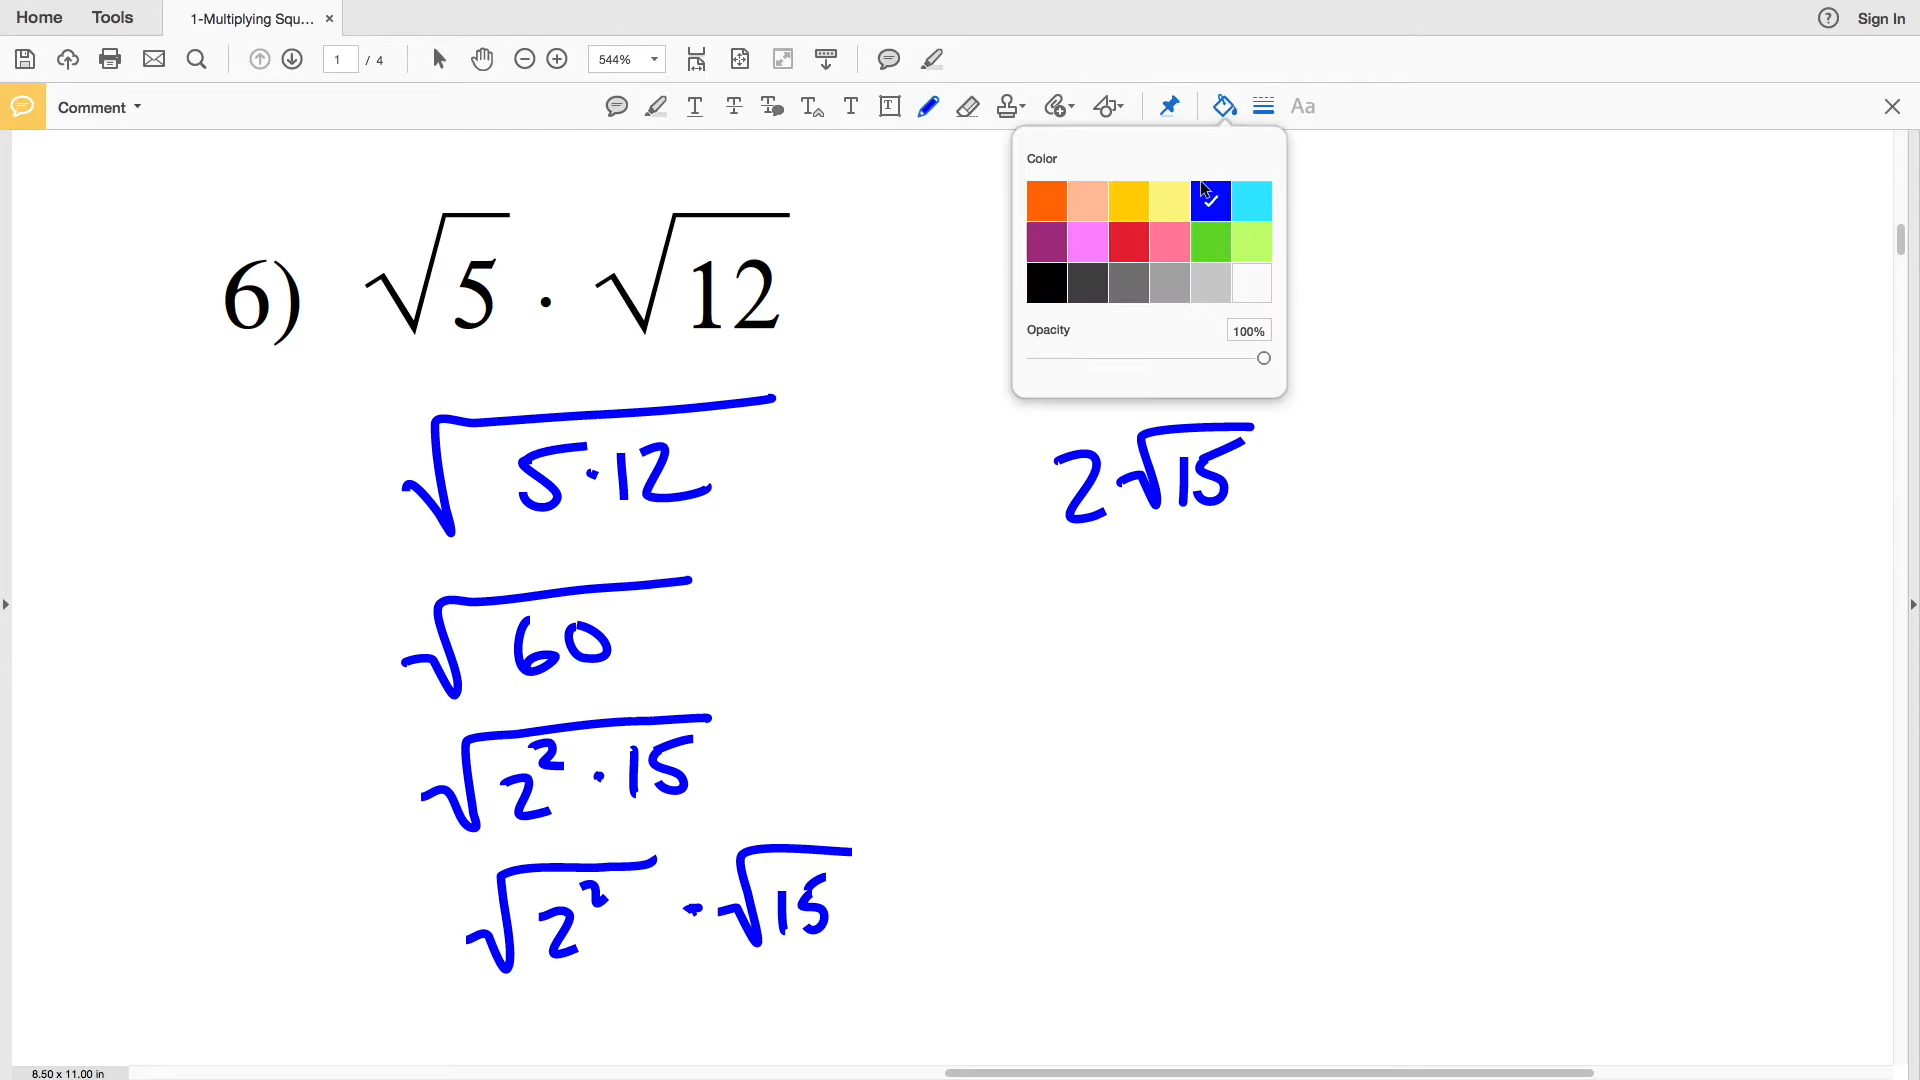 Home Tools 1-Multiplying Squ... × ? Sign In
1 / 4 544%
Comment T T T T T T Aa
Color
6) √5 · √12
Opacity 100%
√5·12
2√15
√60
√2² · 15
√2² · √15
8.50 x 11.00 in